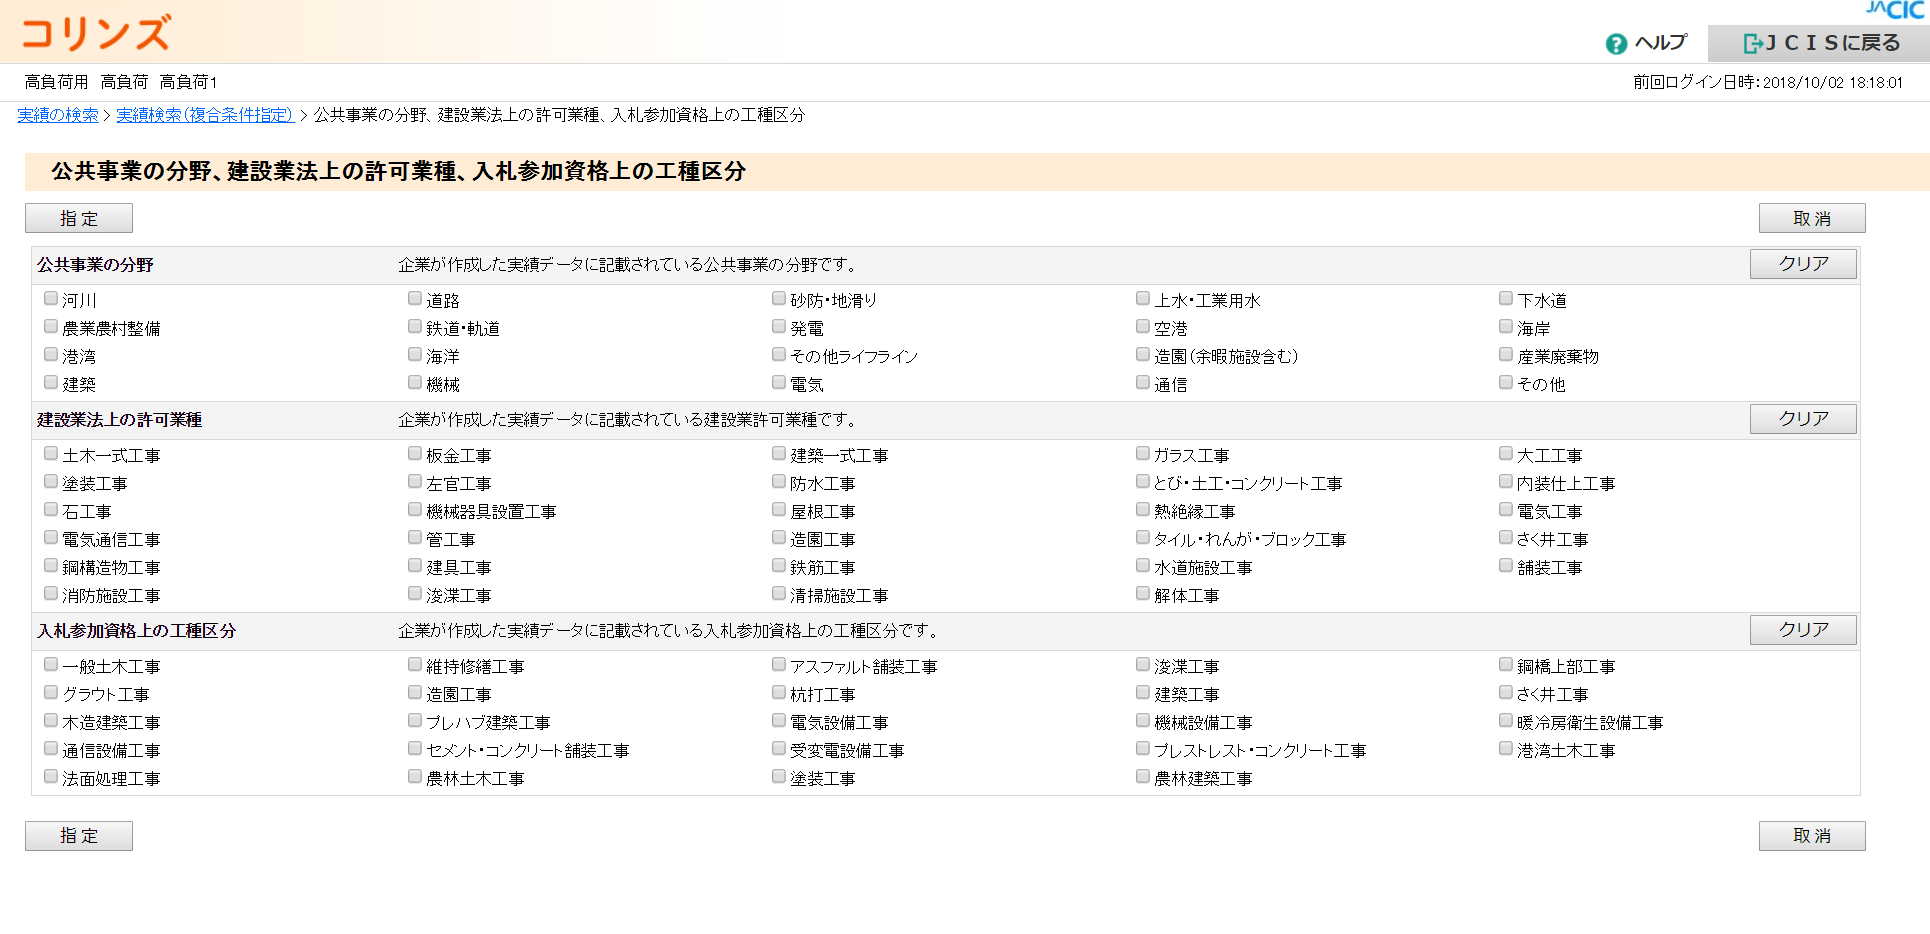 コリンズ
JACIC
ヘルプ
ＪＣＩＳに戻る
高負荷用 高負荷 高負荷1
前回ログイン日時：2018/10/02 18:18:01
実績の検索 > 実績検索（複合条件指定） > 公共事業の分野、建設業法上の許可業種、入札参加資格上の工種区分
公共事業の分野、建設業法上の許可業種、入札参加資格上の工種区分
指定 取消
公共事業の分野 企業が作成した実績データに記載されている公共事業の分野です。 クリア
河川 道路 砂防・地滑り 上水・工業用水 下水道
農業農村整備 鉄道・軌道 発電 空港 海岸
港湾 海洋 その他ライフライン 造園（余暇施設含む） 産業廃棄物
建築 機械 電気 通信 その他
建設業法上の許可業種 企業が作成した実績データに記載されている建設業許可業種です。 クリア
土木一式工事 板金工事 建築一式工事 ガラス工事 大工工事
塗装工事 左官工事 防水工事 とび・土工・コンクリート工事 内装仕上工事
石工事 機械器具設置工事 屋根工事 熱絶縁工事 電気工事
電気通信工事 管工事 造園工事 タイル・れんが・ブロック工事 さく井工事
鋼構造物工事 建具工事 鉄筋工事 水道施設工事 舗装工事
消防施設工事 浚渫工事 清掃施設工事 解体工事
入札参加資格上の工種区分 企業が作成した実績データに記載されている入札参加資格上の工種区分です。 クリア
一般土木工事 維持修繕工事 アスファルト舗装工事 浚渫工事 鋼橋上部工事
グラウト工事 造園工事 杭打工事 建築工事 さく井工事
木造建築工事 プレハブ建築工事 電気設備工事 機械設備工事 暖冷房衛生設備工事
通信設備工事 セメント・コンクリート舗装工事 受変電設備工事 プレストレスト・コンクリート工事 港湾土木工事
法面処理工事 農林土木工事 塗装工事 農林建築工事
指定 取消